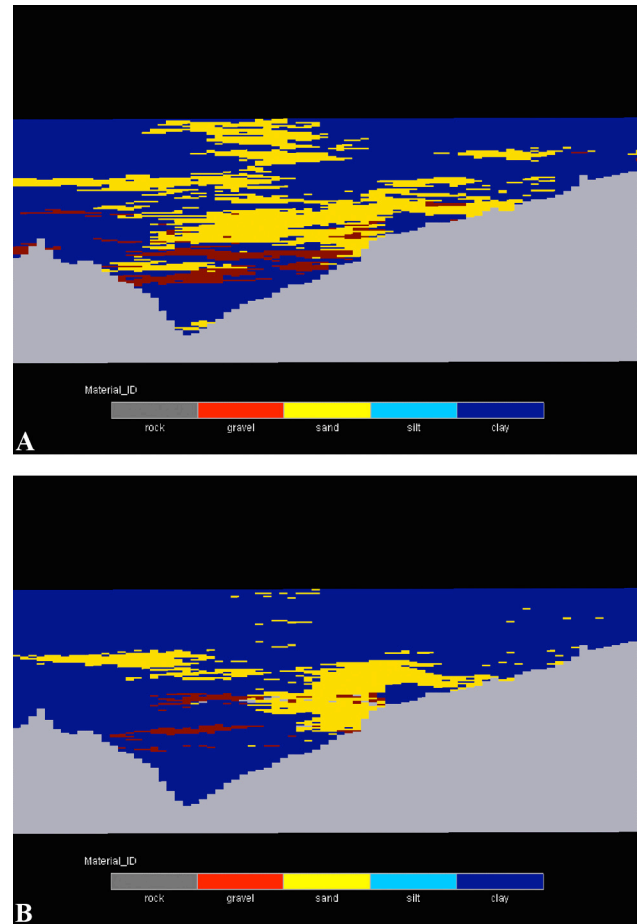 Material_ID
rock gravel sand silt clay
A
Material_ID
rock gravel sand silt clay
B